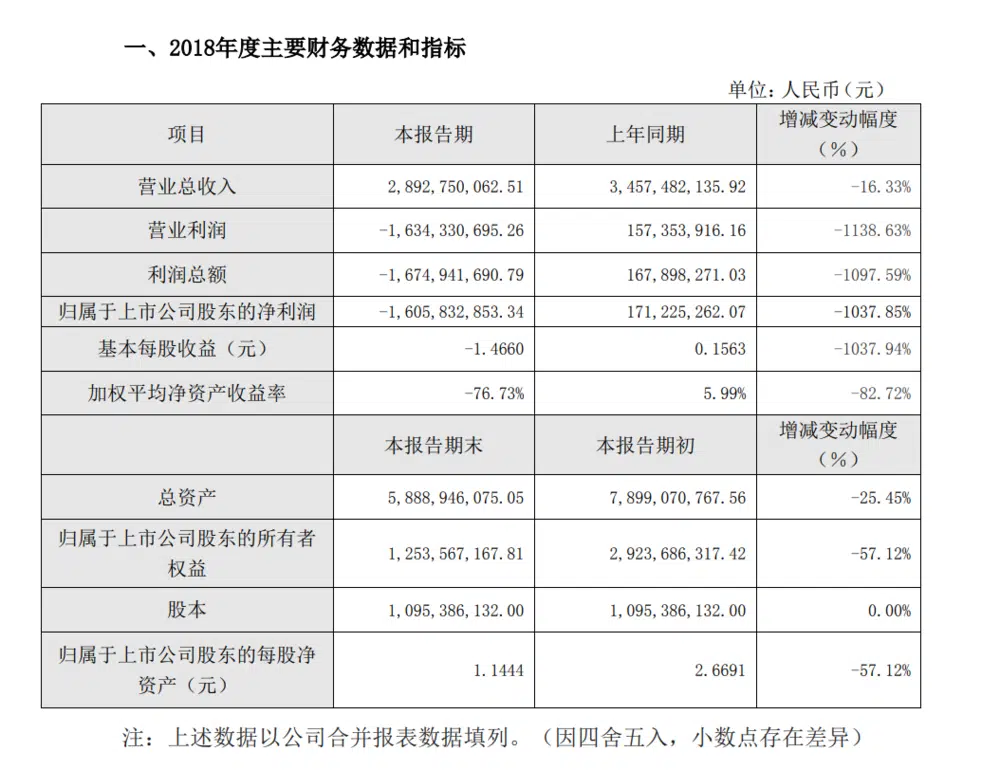 一、2018年度主要财务数据和指标
单位：人民币（元）
项目 本报告期 上年同期 增减变动幅度
（%）
营业总收入 2,892,750,062.51 3,457,482,135.92 -16.33%
营业利润 -1,634,330,695.26 157,353,916.16 -1138.63%
利润总额 -1,674,941,690.79 167,898,271.03 -1097.59%
归属于上市公司股东的净利润 -1,605,832,853.34 171,225,262.07 -1037.85%
基本每股收益（元） -1.4660 0.1563 -1037.94%
加权平均净资产收益率 -76.73% 5.99% -82.72%
本报告期末 本报告期初 增减变动幅度
（%）
总资产 5,888,946,075.05 7,899,070,767.56 -25.45%
归属于上市公司股东的所有者
权益 1,253,567,167.81 2,923,686,317.42 -57.12%
股本 1,095,386,132.00 1,095,386,132.00 0.00%
归属于上市公司股东的每股净
资产（元） 1.1444 2.6691 -57.12%
注：上述数据以公司合并报表数据填列。（因四舍五入，小数点存在差异）